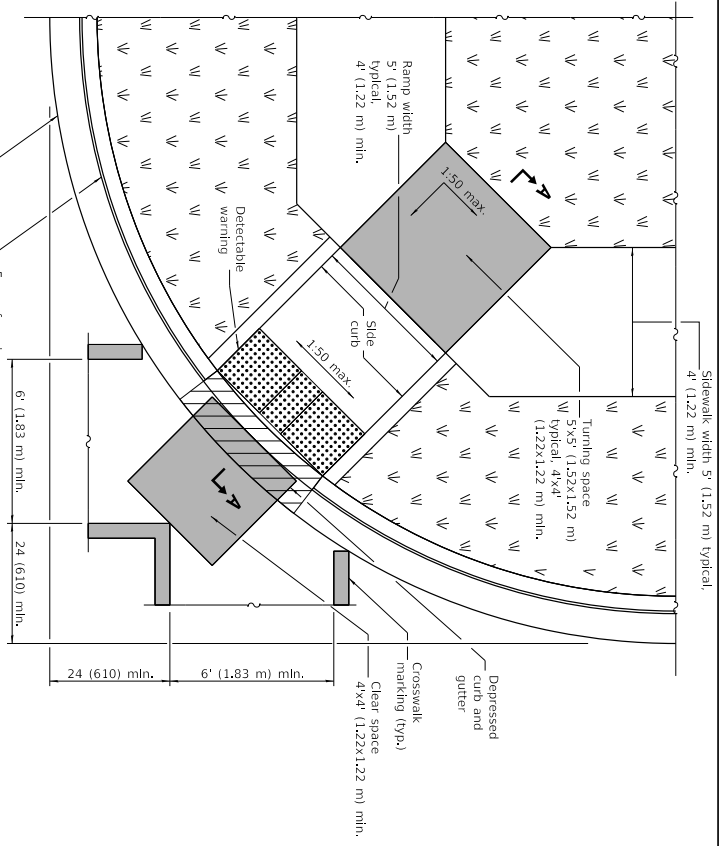 Sidewalk width 5' (1.52 m) typical,
4' (1.22 m) min.
Ramp width
5' (1.52 m)
typical,
4' (1.22 m) min.
A
1:50 max.
Turning space
5'x5' (1.52x1.52 m)
typical, 4'x4'
(1.22x1.22 m) min.
Side
curb
1:50 max.
Detectable
warning
A
6' (1.83 m) min.
24 (610) min.
24 (610) min.
6' (1.83 m) min.
Depressed
curb and
gutter
Crosswalk
marking (typ.)
Clear space
4'x4' (1.22x1.22 m) min.